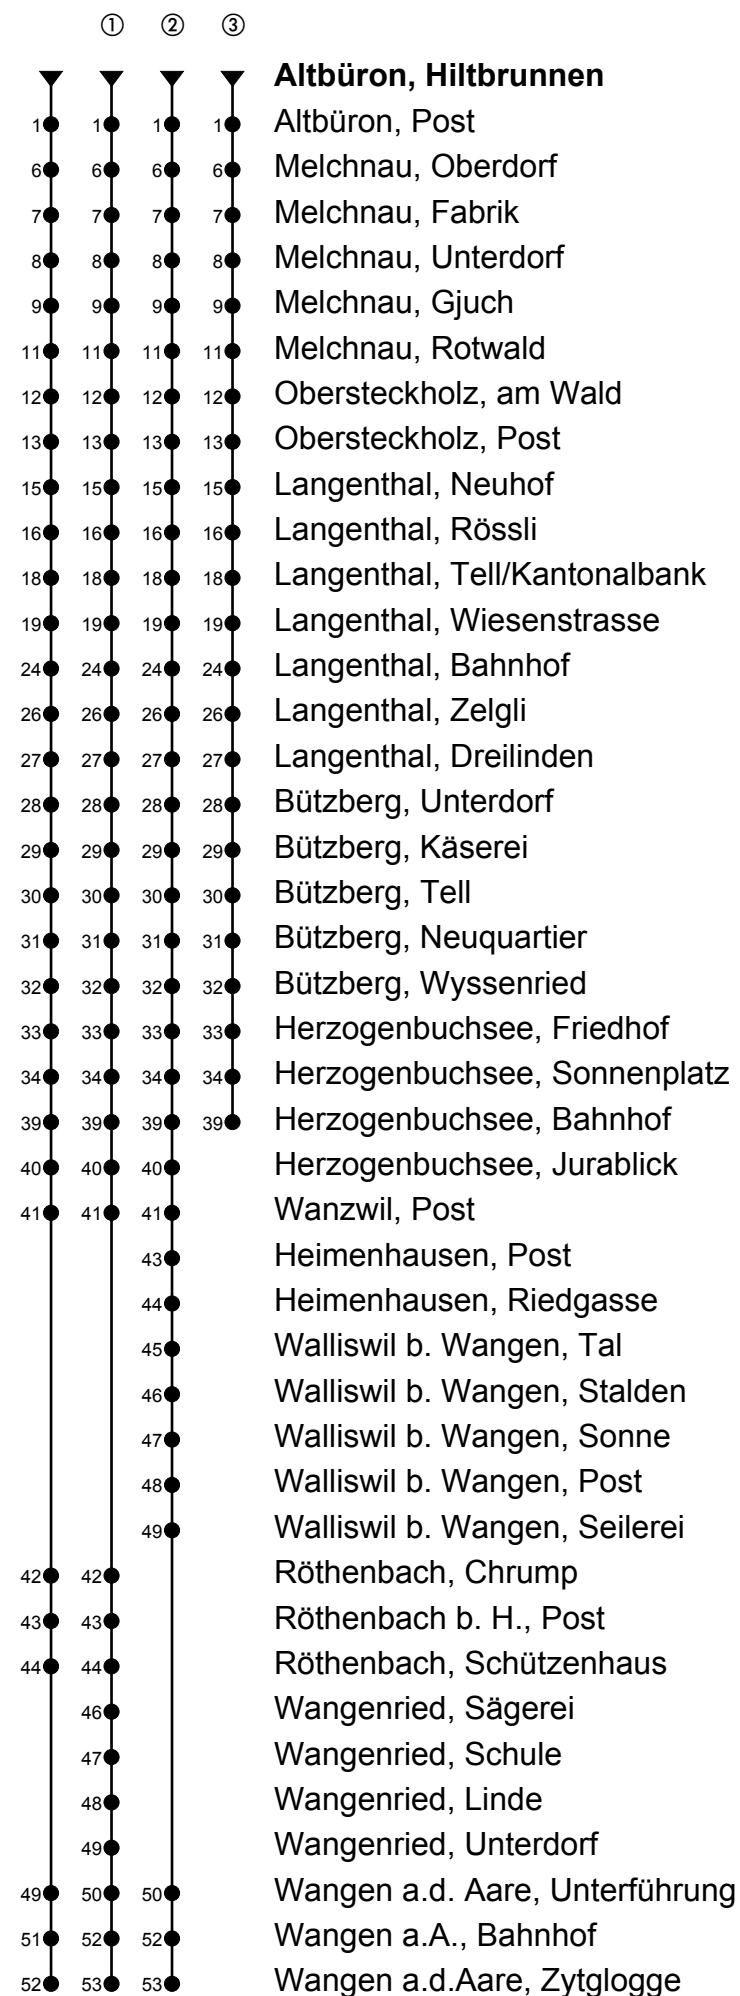 ① ② ③
Altbüron, Hiltbrunnen
1 1 1 1 Altbüron, Post
6 6 6 6 Melchnau, Oberdorf
7 7 7 7 Melchnau, Fabrik
8 8 8 8 Melchnau, Unterdorf
9 9 9 9 Melchnau, Gjuch
11 11 11 11 Melchnau, Rotwald
12 12 12 12 Obersteckholz, am Wald
13 13 13 13 Obersteckholz, Post
15 15 15 15 Langenthal, Neuhof
16 16 16 16 Langenthal, Rössli
18 18 18 18 Langenthal, Tell/Kantonalbank
19 19 19 19 Langenthal, Wiesenstrasse
24 24 24 24 Langenthal, Bahnhof
26 26 26 26 Langenthal, Zelgli
27 27 27 27 Langenthal, Dreilinden
28 28 28 28 Bützberg, Unterdorf
29 29 29 29 Bützberg, Käserei
30 30 30 30 Bützberg, Tell
31 31 31 31 Bützberg, Neuquartier
32 32 32 32 Bützberg, Wyssenried
33 33 33 33 Herzogenbuchsee, Friedhof
34 34 34 34 Herzogenbuchsee, Sonnenplatz
39 39 39 39 Herzogenbuchsee, Bahnhof
40 40 40 Herzogenbuchsee, Jurablick
41 41 41 Wanzwil, Post
43 Heimenhausen, Post
44 Heimenhausen, Riedgasse
45 Walliswil b. Wangen, Tal
46 Walliswil b. Wangen, Stalden
47 Walliswil b. Wangen, Sonne
48 Walliswil b. Wangen, Post
49 Walliswil b. Wangen, Seilerei
42 42 Röthenbach, Chrump
43 43 Röthenbach b. H., Post
44 44 Röthenbach, Schützenhaus
46 Wangenried, Sägerei
47 Wangenried, Schule
48 Wangenried, Linde
49 Wangenried, Unterdorf
49 50 50 Wangen a.d. Aare, Unterführung
51 52 52 Wangen a.A., Bahnhof
52 53 53 Wangen a.d.Aare, Zytglogge